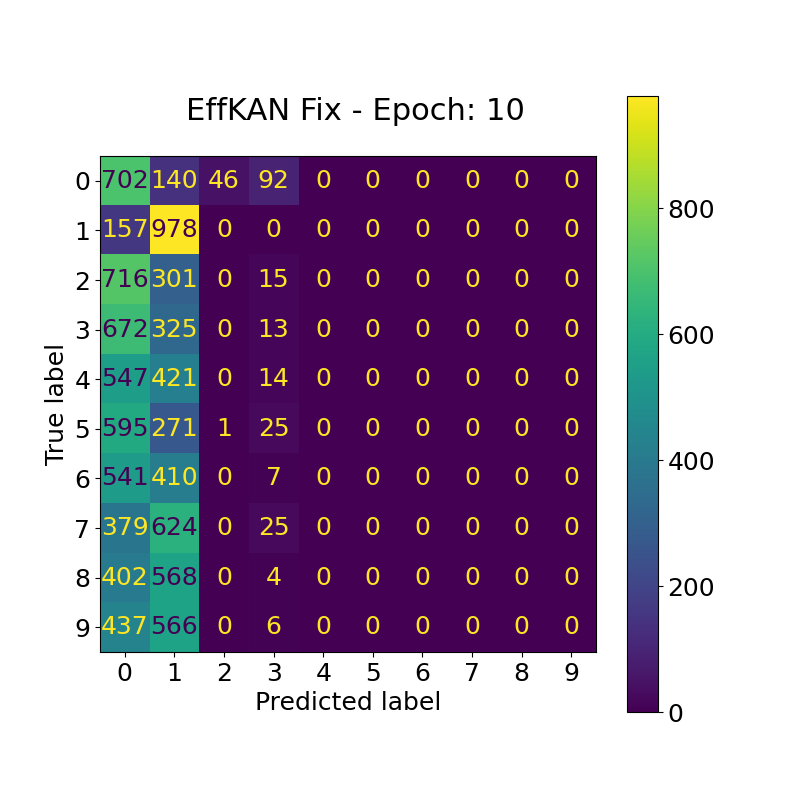 EffKAN Fix - Epoch: 10
0 702 140 46 92 0 0 0 0 0 0
1 157 978 0 0 0 0 0 0 0 0
2 716 301 0 15 0 0 0 0 0 0
3 672 325 0 13 0 0 0 0 0 0
4 547 421 0 14 0 0 0 0 0 0
5 595 271 1 25 0 0 0 0 0 0
6 541 410 0 7 0 0 0 0 0 0
7 379 624 0 25 0 0 0 0 0 0
8 402 568 0 4 0 0 0 0 0 0
9 437 566 0 6 0 0 0 0 0 0
0 1 2 3 4 5 6 7 8 9
Predicted label
True label
800
600
400
200
0